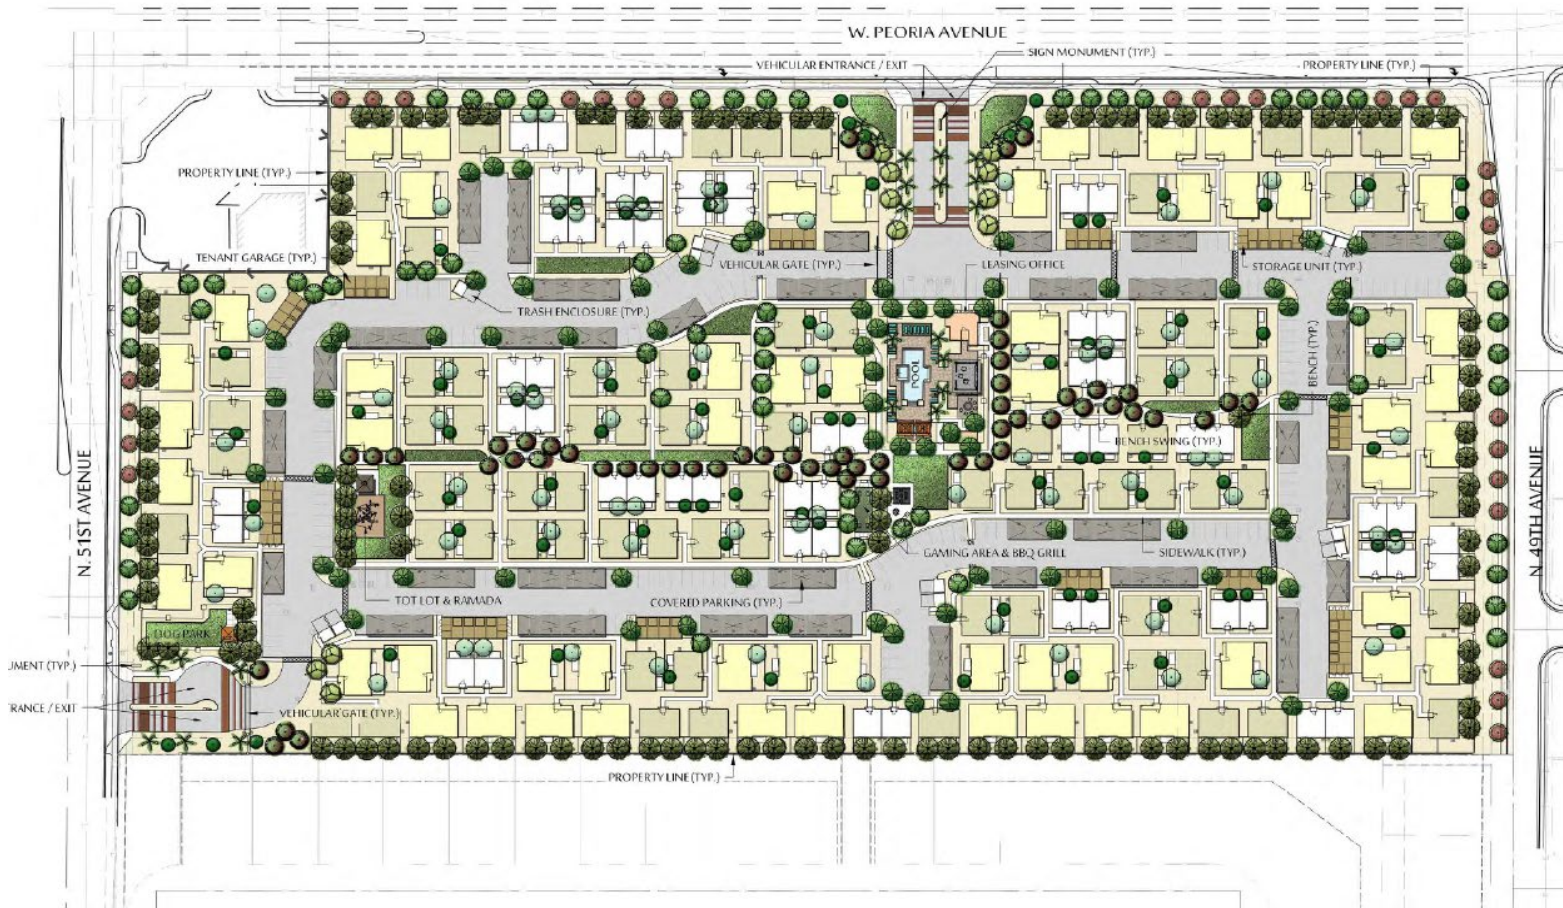 W. PEORIA AVENUE
SIGN MONUMENT (TYP.)
VEHICULAR ENTRANCE / EXIT
PROPERTY LINE (TYP.)
PROPERTY LINE (TYP.)
TENANT GARAGE (TYP.)
VEHICULAR GATE (TYP.)
LEASING OFFICE
STORAGE UNIT (TYP.)
TRASH ENCLOSURE (TYP.)
BENCH (TYP.)
POOL
BENCH SWING (TYP.)
N. 51ST AVENUE
N. 49TH AVENUE
GAMING AREA & BBQ GRILL
SIDEWALK (TYP.)
TOT LOT & RAMADA
COVERED PARKING (TYP.)
DOG PARK
UMENT (TYP.)
RANCE / EXIT
VEHICULAR GATE (TYP.)
PROPERTY LINE (TYP.)